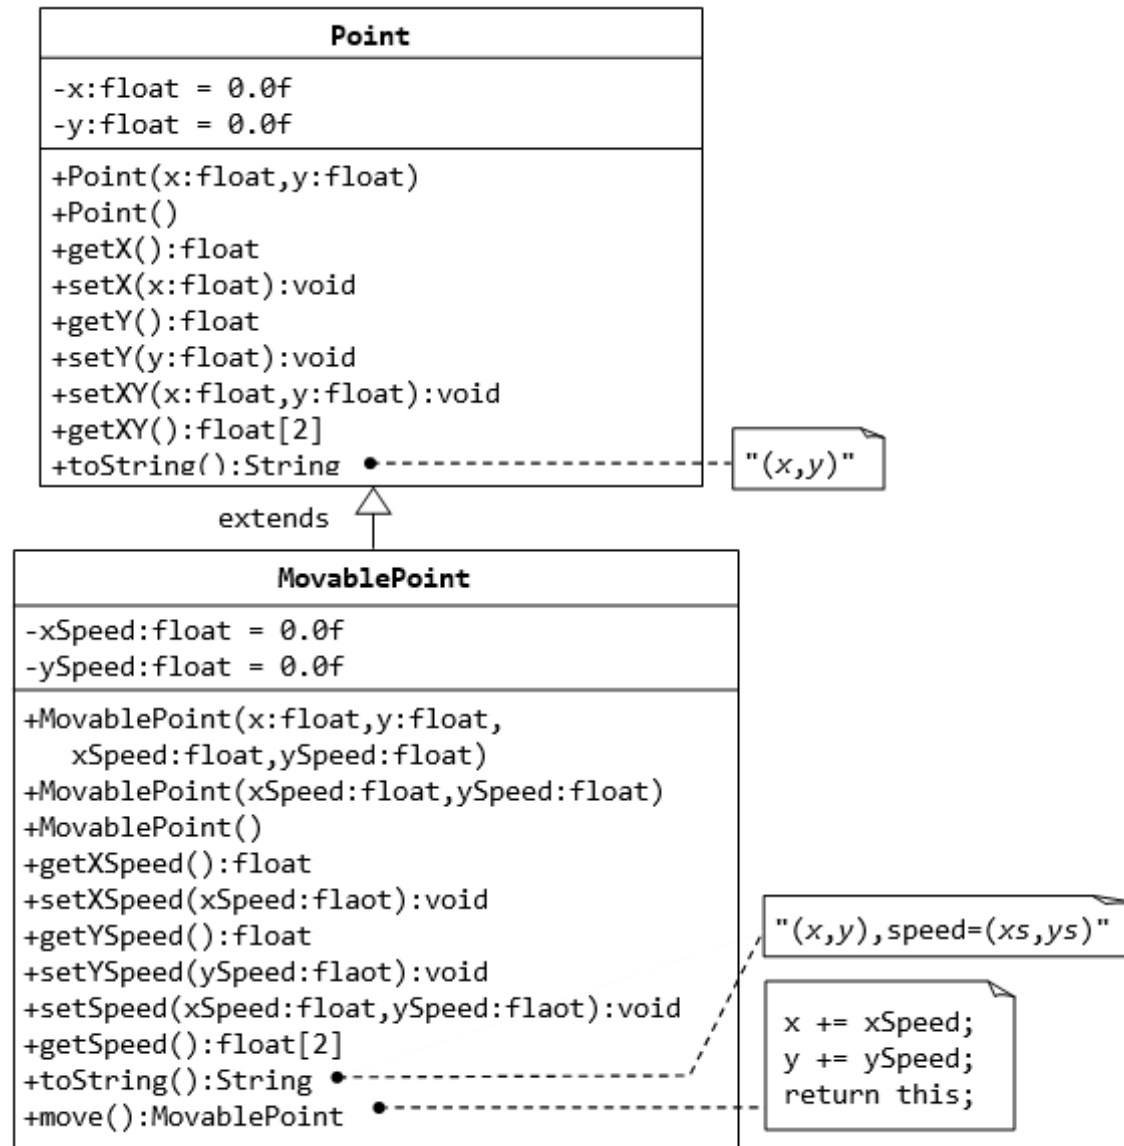 Point
-x:float = 0.0f
-y:float = 0.0f
+Point(x:float,y:float)
+Point()
+getX():float
+setX(x:float):void
+getY():float
+setY(y:float):void
+setXY(x:float,y:float):void
+getXY():float[2]
+toString():String
"(x,y)"
extends
MovablePoint
-xSpeed:float = 0.0f
-ySpeed:float = 0.0f
+MovablePoint(x:float,y:float,
xSpeed:float,ySpeed:float)
+MovablePoint(xSpeed:float,ySpeed:float)
+MovablePoint()
+getXSpeed():float
+setXSpeed(xSpeed:flaot):void
+getYSpeed():float
+setYSpeed(ySpeed:flaot):void
+setSpeed(xSpeed:float,ySpeed:flaot):void
+getSpeed():float[2]
+toString():String
+move():MovablePoint
"(x,y),speed=(xs,ys)"
x += xSpeed;
y += ySpeed;
return this;